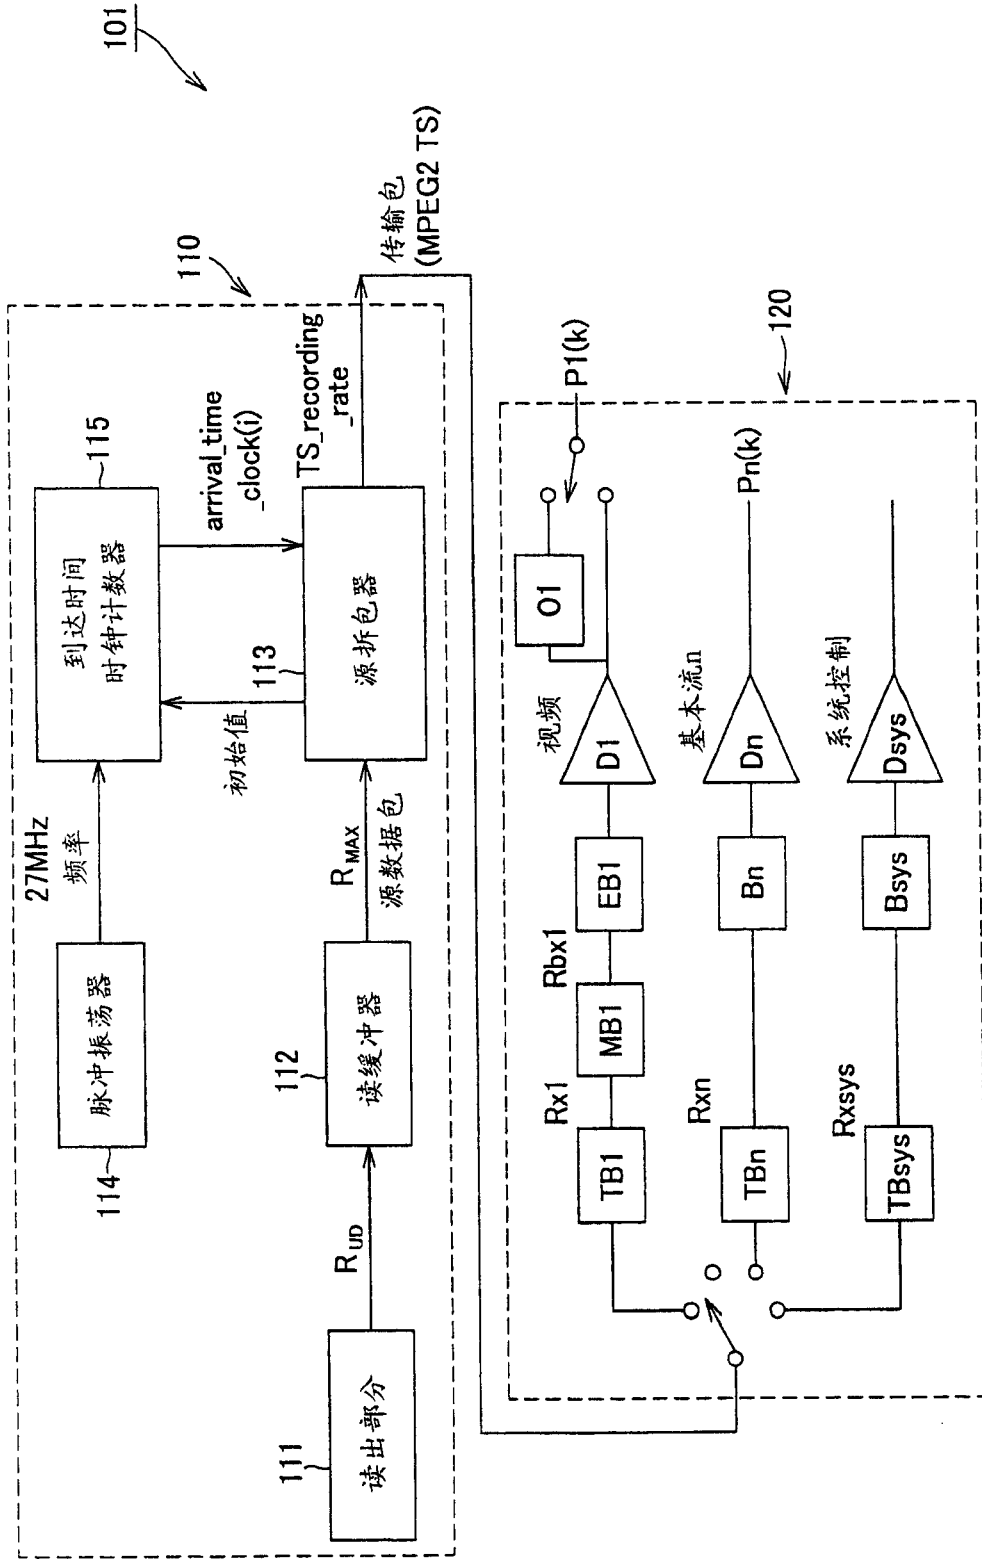 101
110
114
脉冲振荡器
27MHz
频率
115
到达时间
时钟计数器
初始值
113
arrival_time
_clock(i)
111
读出部分
R_UD
112
读缓冲器
R_MAX
源数据包
源拆包器
TS_recording
_rate
传输包
(MPEG2 TS)
120
TB1
Rx1
MB1
Rbx1
EB1
视频
D1
O1
P1(k)
TBn
Rxn
Bn
基本流n
Dn
Pn(k)
TBsys
Rxsys
Bsys
系统控制
Dsys